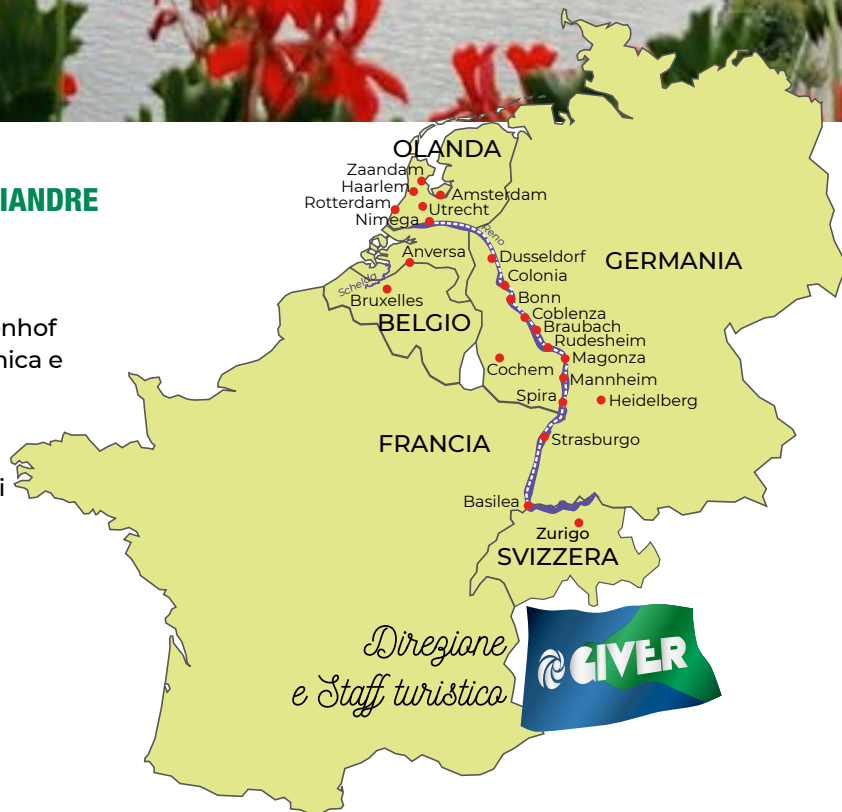 IANDRE
enhof
nica e
i
OLANDA
Zaandam
Haarlem
Amsterdam
Rotterdam
Utrecht
Nimega
Reno
Anversa
Dusseldorf
GERMANIA
Colonia
Schelda
Bruxelles
Bonn
Coblenza
BELGIO
Braubach
Rudesheim
Magonza
Cochem
Mannheim
Spira
Heidelberg
FRANCIA
Strasburgo
Basilea
Zurigo
SVIZZERA
Direzione
e Staff turistico
GIVER